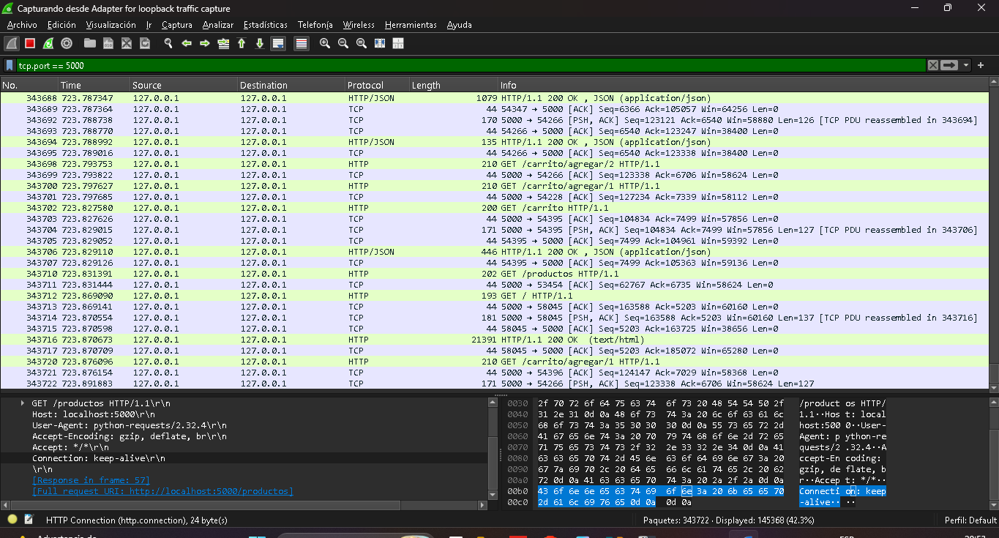 Capturando desde Adapter for loopback traffic capture
Archivo Edición Visualización Ir Captura Analizar Estadísticas Telefonía Wireless Herramientas Ayuda
tcp.port == 5000
No. Time Source Destination Protocol Length Info
343688 723.787347 127.0.0.1 127.0.0.1 HTTP/JSON 1079 HTTP/1.1 200 OK , JSON (application/json)
343689 723.787364 127.0.0.1 127.0.0.1 TCP 44 54347 → 5000 [ACK] Seq=6366 Ack=105057 Win=64256 Len=0
343692 723.788738 127.0.0.1 127.0.0.1 TCP 170 5000 → 54266 [PSH, ACK] Seq=123121 Ack=6540 Win=58880 Len=126 [TCP PDU reassembled in 343694]
343693 723.788770 127.0.0.1 127.0.0.1 TCP 44 54266 → 5000 [ACK] Seq=6540 Ack=123247 Win=38400 Len=0
343694 723.788992 127.0.0.1 127.0.0.1 HTTP/JSON 135 HTTP/1.1 200 OK , JSON (application/json)
343695 723.789016 127.0.0.1 127.0.0.1 TCP 44 54266 → 5000 [ACK] Seq=6540 Ack=123338 Win=38400 Len=0
343698 723.793753 127.0.0.1 127.0.0.1 HTTP 210 GET /carrito/agregar/2 HTTP/1.1
343699 723.793822 127.0.0.1 127.0.0.1 TCP 44 5000 → 54266 [ACK] Seq=123338 Ack=6706 Win=58624 Len=0
343700 723.797627 127.0.0.1 127.0.0.1 HTTP 210 GET /carrito/agregar/1 HTTP/1.1
343701 723.797685 127.0.0.1 127.0.0.1 TCP 44 5000 → 54228 [ACK] Seq=127234 Ack=7339 Win=58112 Len=0
343702 723.827580 127.0.0.1 127.0.0.1 HTTP 200 GET /carrito HTTP/1.1
343703 723.827626 127.0.0.1 127.0.0.1 TCP 44 5000 → 54395 [ACK] Seq=104834 Ack=7499 Win=57856 Len=0
343704 723.829015 127.0.0.1 127.0.0.1 TCP 171 5000 → 54395 [PSH, ACK] Seq=104834 Ack=7499 Win=57856 Len=127 [TCP PDU reassembled in 343706]
343705 723.829052 127.0.0.1 127.0.0.1 TCP 44 54395 → 5000 [ACK] Seq=7499 Ack=104961 Win=59392 Len=0
343706 723.829110 127.0.0.1 127.0.0.1 HTTP/JSON 446 HTTP/1.1 200 OK , JSON (application/json)
343707 723.829126 127.0.0.1 127.0.0.1 TCP 44 54395 → 5000 [ACK] Seq=7499 Ack=105363 Win=59136 Len=0
343710 723.831391 127.0.0.1 127.0.0.1 HTTP 202 GET /productos HTTP/1.1
343711 723.831444 127.0.0.1 127.0.0.1 TCP 44 5000 → 53454 [ACK] Seq=62767 Ack=6735 Win=58624 Len=0
343712 723.869090 127.0.0.1 127.0.0.1 HTTP 193 GET / HTTP/1.1
343713 723.869141 127.0.0.1 127.0.0.1 TCP 44 5000 → 58045 [ACK] Seq=163588 Ack=5203 Win=60160 Len=0
343714 723.870554 127.0.0.1 127.0.0.1 TCP 181 5000 → 58045 [PSH, ACK] Seq=163588 Ack=5203 Win=60160 Len=137 [TCP PDU reassembled in 343716]
343715 723.870598 127.0.0.1 127.0.0.1 TCP 44 58045 → 5000 [ACK] Seq=5203 Ack=163725 Win=38656 Len=0
343716 723.870673 127.0.0.1 127.0.0.1 HTTP 21391 HTTP/1.1 200 OK (text/html)
343717 723.870709 127.0.0.1 127.0.0.1 TCP 44 58045 → 5000 [ACK] Seq=5203 Ack=185072 Win=65280 Len=0
343720 723.876096 127.0.0.1 127.0.0.1 HTTP 210 GET /carrito/agregar/1 HTTP/1.1
343721 723.876154 127.0.0.1 127.0.0.1 TCP 44 5000 → 54396 [ACK] Seq=124147 Ack=7029 Win=58368 Len=0
343722 723.891883 127.0.0.1 127.0.0.1 TCP 171 5000 → 54266 [PSH, ACK] Seq=123338 Ack=6706 Win=58624 Len=127
GET /productos HTTP/1.1\r\n
Host: localhost:5000\r\n
User-Agent: python-requests/2.32.4\r\n
Accept-Encoding: gzip, deflate, br\r\n
Accept: */*\r\n
Connection: keep-alive\r\n
\r\n
[Response in frame: 57]
[Full request URI: http://localhost:5000/productos]
0030 2f 70 72 6f 64 75 63 74 6f 73 20 48 54 54 50 2f /product os HTTP/
0040 31 2e 31 0d 0a 48 6f 73 74 3a 20 6c 6f 63 61 6c 1.1··Hos t: local
0050 68 6f 73 74 3a 35 30 30 30 0d 0a 55 73 65 72 2d host:500 0··User-
0060 41 67 65 6e 74 3a 20 70 79 74 68 6f 6e 2d 72 65 Agent: p ython-re
0070 71 75 65 73 74 73 2f 32 2e 33 32 2e 34 0d 0a 41 quests/2 .32.4··A
0080 63 63 65 70 74 2d 45 6e 63 6f 64 69 6e 67 3a 20 ccept-En coding:
0090 67 7a 69 70 2c 20 64 65 66 6c 61 74 65 2c 20 62 gzip, de flate, b
00a0 72 0d 0a 41 63 63 65 70 74 3a 20 2a 2f 2a 0d 0a r··Accep t: */*··
00b0 43 6f 6e 6e 65 63 74 69 6f 6e 3a 20 6b 65 65 70 Connecti on: keep
00c0 2d 61 6c 69 76 65 0d 0a 0d 0a -alive·· ··
HTTP Connection (http.connection), 24 byte(s)
Paquetes: 343722 · Displayed: 145368 (42.3%)
Perfil: Default